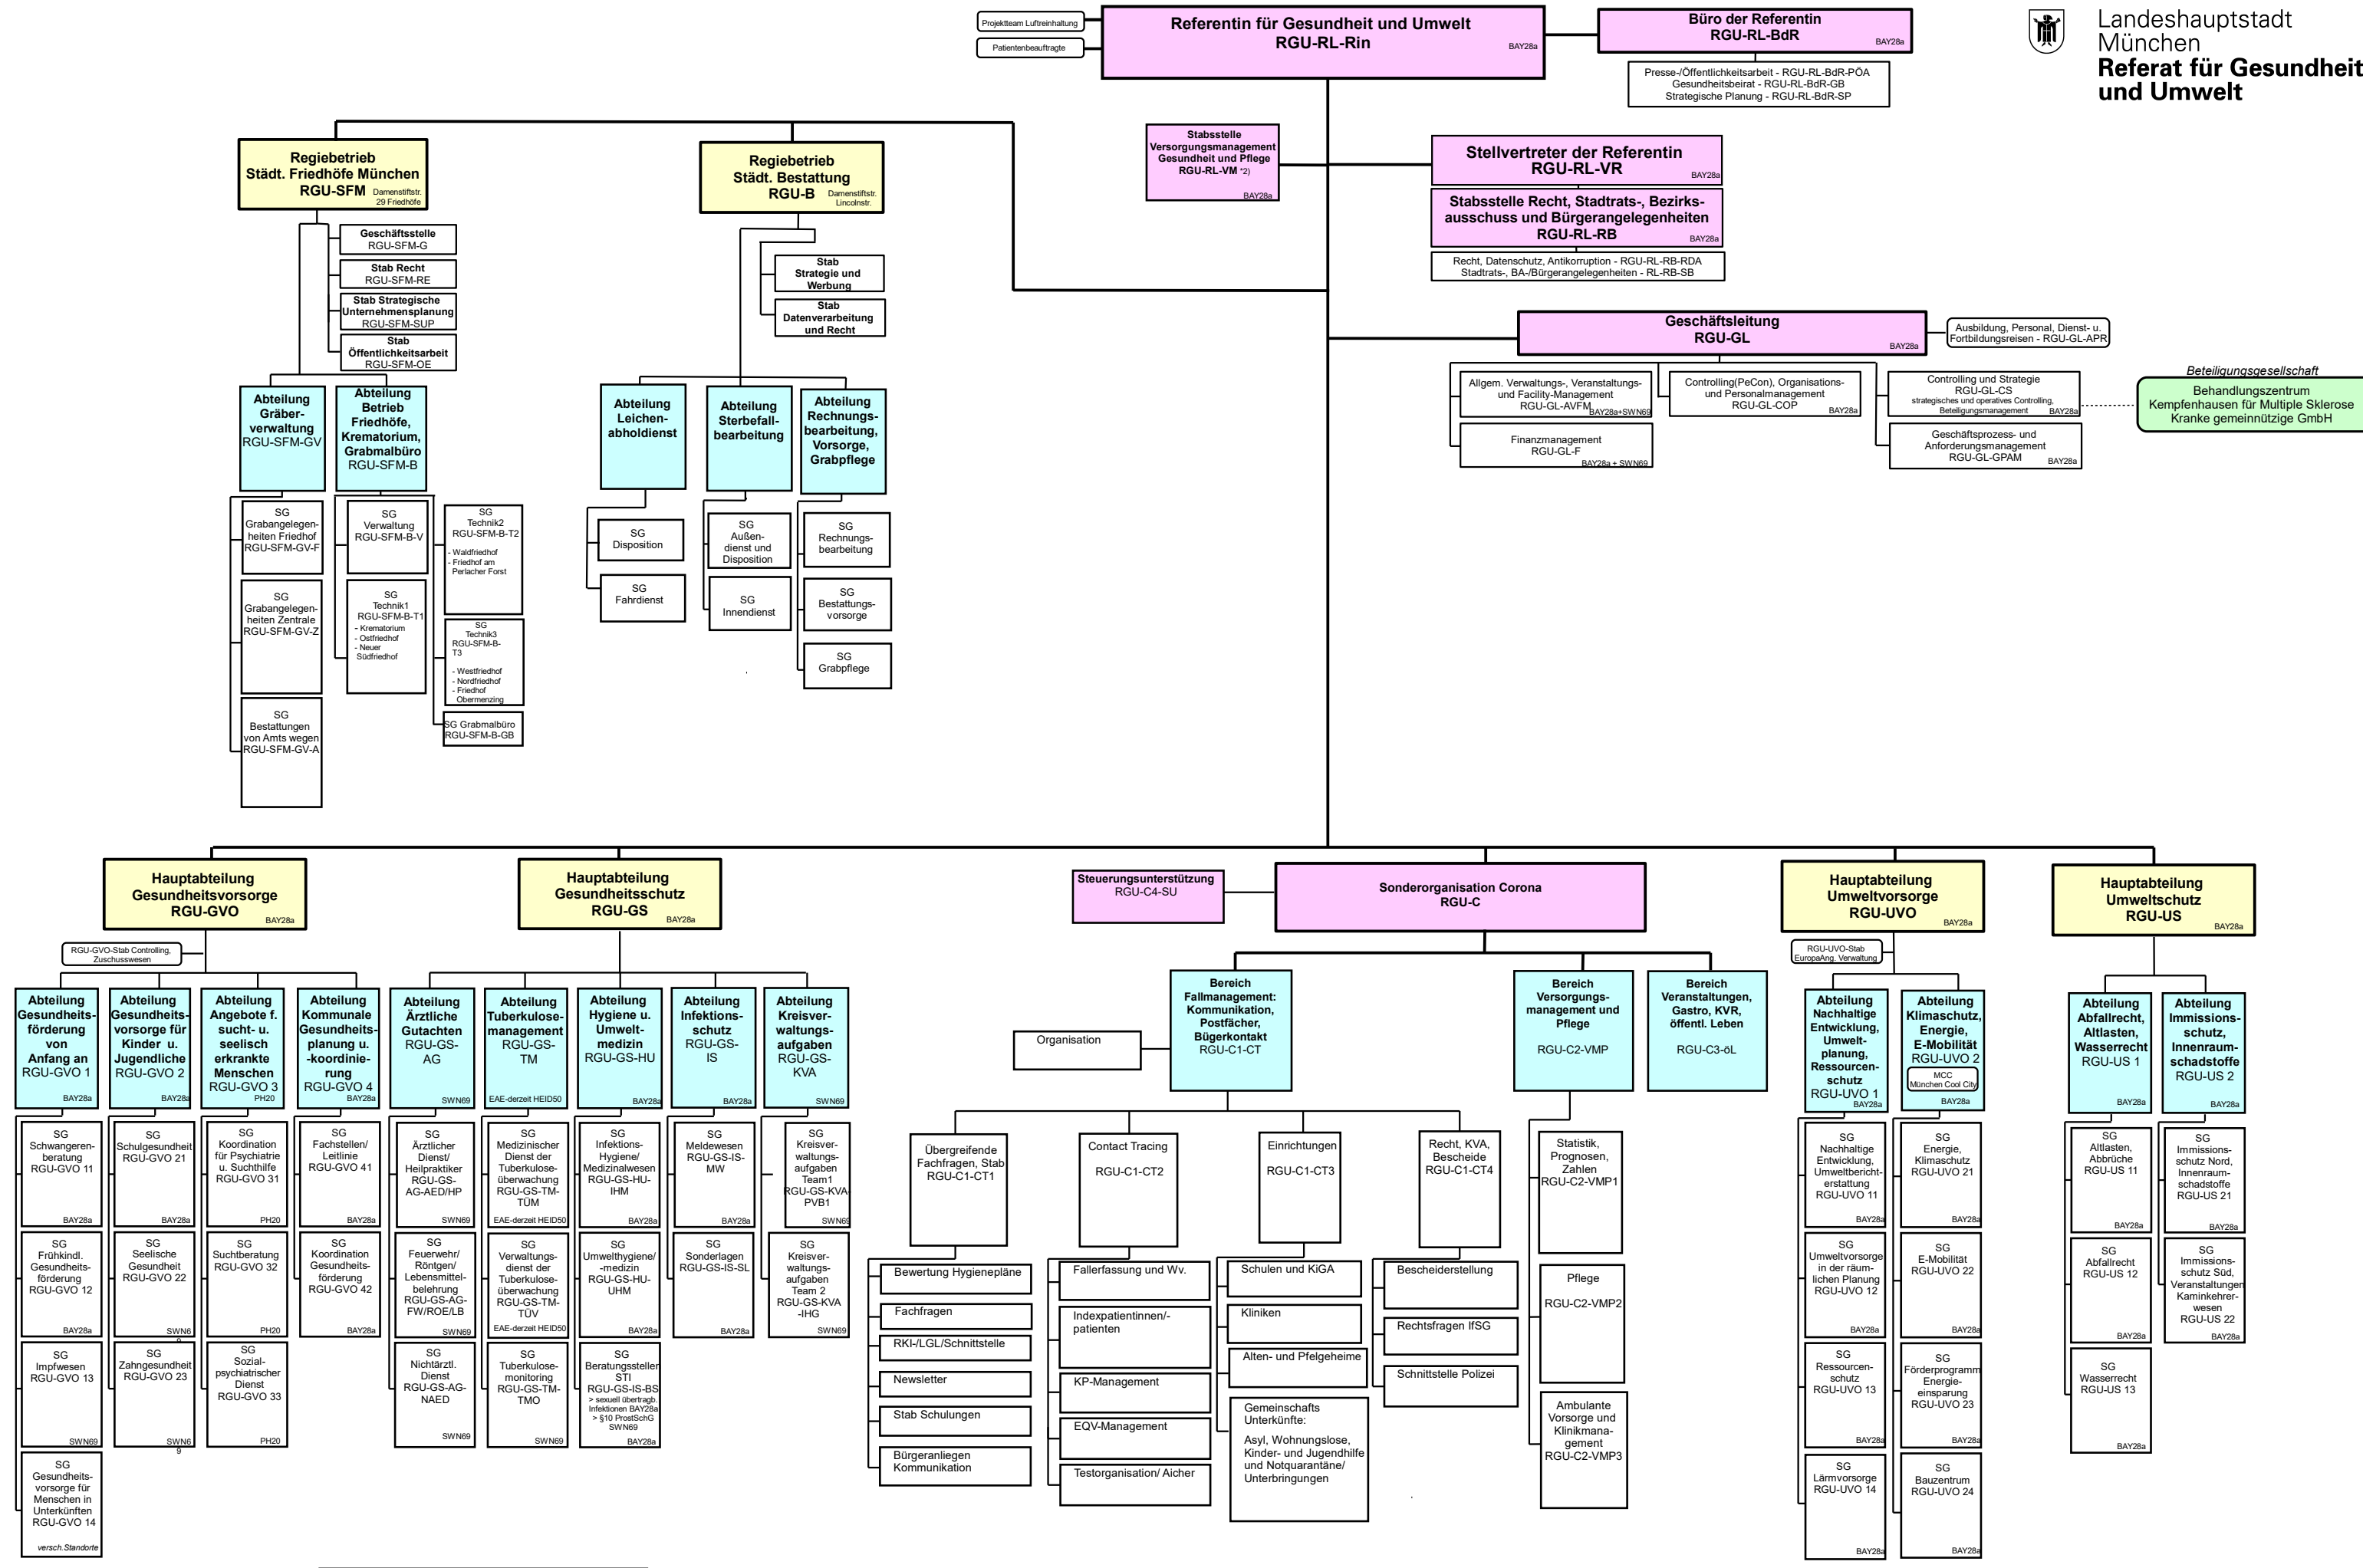 Projektteam Luftreinhaltung
Patientenbeauftragte
Referentin für Gesundheit und Umwelt
RGU-RL-Rin
BAY28a
Büro der Referentin
RGU-RL-BdR
BAY28a
Presse-/Öffentlichkeitsarbeit - RGU-RL-BdR-PÖA
Gesundheitsbeirat - RGU-RL-BdR-GB
Strategische Planung - RGU-RL-BdR-SP
Landeshauptstadt
München
Referat für Gesundheit
und Umwelt
Stabsstelle
Versorgungsmanagement
Gesundheit und Pflege
RGU-RL-VM *2)
BAY28a
Stellvertreter der Referentin
RGU-RL-VR
BAY28a
Stabsstelle Recht, Stadtrats-, Bezirks-
ausschuss und Bürgerangelegenheiten
RGU-RL-RB
BAY28a
Recht, Datenschutz, Antikorruption - RGU-RL-RB-RDA
Stadtrats-, BA-/Bürgerangelegenheiten - RL-RB-SB
Geschäftsleitung
RGU-GL
BAY28a
Ausbildung, Personal, Dienst- u.
Fortbildungsreisen - RGU-GL-APR
Allgem. Verwaltungs-, Veranstaltungs-
und Facility-Management
RGU-GL-AVFM
BAY28a+SWN69
Finanzmanagement
RGU-GL-F
BAY28a + SWN69
Controlling(PeCon), Organisations-
und Personalmanagement
RGU-GL-COP
BAY28a
Controlling und Strategie
RGU-GL-CS
strategisches und operatives Controlling,
Beteiligungsmanagement
BAY28a
Geschäftsprozess- und
Anforderungsmanagement
RGU-GL-GPAM
BAY28a
Beteiligungsgesellschaft
Behandlungszentrum
Kempfenhausen für Multiple Sklerose
Kranke gemeinnützige GmbH
Regiebetrieb
Städt. Friedhöfe München
RGU-SFM
Damenstiftstr.
29 Friedhöfe
Geschäftsstelle
RGU-SFM-G
Stab Recht
RGU-SFM-RE
Stab Strategische
Unternehmensplanung
RGU-SFM-SUP
Stab
Öffentlichkeitsarbeit
RGU-SFM-OE
Abteilung
Gräber-
verwaltung
RGU-SFM-GV
Abteilung
Betrieb
Friedhöfe,
Krematorium,
Grabmalbüro
RGU-SFM-B
SG
Grabangelegen-
heiten Friedhof
RGU-SFM-GV-F
SG
Grabangelegen-
heiten Zentrale
RGU-SFM-GV-Z
SG
Bestattungen
von Amts wegen
RGU-SFM-GV-A
SG
Verwaltung
RGU-SFM-B-V
SG
Technik1
RGU-SFM-B-T1
- Krematorium
- Ostfriedhof
- Neuer
Südfriedhof
SG
Technik2
RGU-SFM-B-T2
- Waldfriedhof
- Friedhof am
Perlacher Forst
SG
Technik3
RGU-SFM-B-
T3
- Westfriedhof
- Nordfriedhof
- Friedhof
Obermenzing
SG Grabmalbüro
RGU-SFM-B-GB
Regiebetrieb
Städt. Bestattung
RGU-B
Damenstiftstr.
Lincolnstr.
Stab
Strategie und
Werbung
Stab
Datenverarbeitung
und Recht
Abteilung
Leichen-
abholdienst
Abteilung
Sterbefall-
bearbeitung
Abteilung
Rechnungs-
bearbeitung,
Vorsorge,
Grabpflege
SG
Disposition
SG
Fahrdienst
SG
Außen-
dienst und
Disposition
SG
Innendienst
SG
Rechnungs-
bearbeitung
SG
Bestattungs-
vorsorge
SG
Grabpflege
Hauptabteilung
Gesundheitsvorsorge
RGU-GVO
BAY28a
RGU-GVO-Stab Controlling,
Zuschusswesen
Abteilung
Gesundheits-
förderung
von
Anfang an
RGU-GVO 1
BAY28a
SG
Schwangeren-
beratung
RGU-GVO 11
BAY28a
SG
Frühkindl.
Gesundheits-
förderung
RGU-GVO 12
BAY28a
SG
Impfwesen
RGU-GVO 13
SWN69
SG
Gesundheits-
vorsorge für
Menschen in
Unterkünften
RGU-GVO 14
versch.Standorte
Abteilung
Gesundheits-
vorsorge für
Kinder u.
Jugendliche
RGU-GVO 2
BAY28a
SG
Schulgesundheit
RGU-GVO 21
BAY28a
SG
Seelische
Gesundheit
RGU-GVO 22
SWN6
9
SG
Zahngesundheit
RGU-GVO 23
SWN6
9
Abteilung
Angebote f.
sucht- u.
seelisch
erkrankte
Menschen
RGU-GVO 3
PH20
SG
Koordination
für Psychiatrie
u. Suchthilfe
RGU-GVO 31
PH20
SG
Suchtberatung
RGU-GVO 32
PH20
SG
Sozial-
psychiatrischer
Dienst
RGU-GVO 33
PH20
Abteilung
Kommunale
Gesundheits-
planung u.
-koordinie-
rung
RGU-GVO 4
BAY28a
SG
Fachstellen/
Leitlinie
RGU-GVO 41
BAY28a
SG
Koordination
Gesundheits-
förderung
RGU-GVO 42
BAY28a
Hauptabteilung
Gesundheitsschutz
RGU-GS
BAY28a
Abteilung
Ärztliche
Gutachten
RGU-GS-
AG
SWN69
SG
Ärztlicher
Dienst/
Heilpraktiker
RGU-GS-
AG-AED/HP
SWN69
SG
Feuerwehr/
Röntgen/
Lebensmittel-
belehrung
RGU-GS-AG-
FW/ROE/LB
SWN69
SG
Nichtärztl.
Dienst
RGU-GS-AG-
NAED
SWN69
Abteilung
Tuberkulose-
management
RGU-GS-
TM
EAE-derzeit HEID50
SG
Medizinischer
Dienst der
Tuberkulose-
überwachung
RGU-GS-TM-
TÜM
EAE-derzeit HEID50
SG
Verwaltungs-
dienst der
Tuberkulose-
überwachung
RGU-GS-TM-
TÜV
EAE-derzeit HEID50
SG
Tuberkulose-
monitoring
RGU-GS-TM-
TMO
SWN69
Abteilung
Hygiene u.
Umwelt-
medizin
RGU-GS-HU
BAY28a
SG
Infektions-
Hygiene/
Medizinalwesen
RGU-GS-HU-
IHM
BAY28a
SG
Umwelthygiene/
-medizin
RGU-GS-HU-
UHM
BAY28a
SG
Beratungsstellen
STI
RGU-GS-IS-BS
> sexuell übertragb.
Infektionen BAY28a
> §10 ProstSchG
SWN69
BAY28a
Abteilung
Infektions-
schutz
RGU-GS-
IS
BAY28a
SG
Meldewesen
RGU-GS-IS-
MW
BAY28a
SG
Sonderlagen
RGU-GS-IS-SL
BAY28a
Abteilung
Kreisver-
waltungs-
aufgaben
RGU-GS-
KVA
SWN69
SG
Kreisver-
waltungs-
aufgaben
Team1
RGU-GS-KVA-
PVB1
SWN69
SG
Kreisver-
waltungs-
aufgaben
Team 2
RGU-GS-KVA
-IHG
SWN69
Steuerungsunterstützung
RGU-C4-SU
Sonderorganisation Corona
RGU-C
Organisation
Bereich
Fallmanagement:
Kommunikation,
Postfächer,
Bügerkontakt
RGU-C1-CT
Bereich
Versorgungs-
management und
Pflege
RGU-C2-VMP
Bereich
Veranstaltungen,
Gastro, KVR,
öffentl. Leben
RGU-C3-öL
Übergreifende
Fachfragen, Stab
RGU-C1-CT1
Bewertung Hygienepläne
Fachfragen
RKI-/LGL/Schnittstelle
Newsletter
Stab Schulungen
Bürgeranliegen
Kommunikation
Contact Tracing
RGU-C1-CT2
Fallerfassung und Wv.
Indexpatientinnen/-
patienten
KP-Management
EQV-Management
Testorganisation/ Aicher
Einrichtungen
RGU-C1-CT3
Schulen und KiGA
Kliniken
Alten- und Pfelgeheime
Gemeinschafts
Unterkünfte:
Asyl, Wohnungslose,
Kinder- und Jugendhilfe
und Notquarantäne/
Unterbringungen
Recht, KVA,
Bescheide
RGU-C1-CT4
Bescheiderstellung
Rechtsfragen IfSG
Schnittstelle Polizei
Statistik,
Prognosen,
Zahlen
RGU-C2-VMP1
Pflege
RGU-C2-VMP2
Ambulante
Vorsorge und
Klinikmana-
gement
RGU-C2-VMP3
Hauptabteilung
Umweltvorsorge
RGU-UVO
BAY28a
RGU-UVO-Stab
EuropaAng. Verwaltung
Abteilung
Nachhaltige
Entwicklung,
Umwelt-
planung,
Ressourcen-
schutz
RGU-UVO 1
BAY28a
SG
Nachhaltige
Entwicklung,
Umweltbericht-
erstattung
RGU-UVO 11
BAY28a
SG
Umweltvorsorge
in der räum-
lichen Planung
RGU-UVO 12
BAY28a
SG
Ressourcen-
schutz
RGU-UVO 13
BAY28a
SG
Lärmvorsorge
RGU-UVO 14
BAY28a
Abteilung
Klimaschutz,
Energie,
E-Mobilität
RGU-UVO 2
MCC
München Cool City
BAY28a
SG
Energie,
Klimaschutz
RGU-UVO 21
BAY28a
SG
E-Mobilität
RGU-UVO 22
BAY28a
SG
Förderprogramm
Energie-
einsparung
RGU-UVO 23
BAY28a
SG
Bauzentrum
RGU-UVO 24
BAY28a
Hauptabteilung
Umweltschutz
RGU-US
BAY28a
Abteilung
Abfallrecht,
Altlasten,
Wasserrecht
RGU-US 1
BAY28a
SG
Altlasten,
Abbrüche
RGU-US 11
BAY28a
SG
Abfallrecht
RGU-US 12
BAY28a
SG
Wasserrecht
RGU-US 13
BAY28a
Abteilung
Immissions-
schutz,
Innenraum-
schadstoffe
RGU-US 2
BAY28a
SG
Immissions-
schutz Nord,
Innenraum-
schadstoffe
RGU-US 21
BAY28a
SG
Immissions-
schutz Süd,
Veranstaltungen
Kaminkehrer-
wesen
RGU-US 22
BAY28a